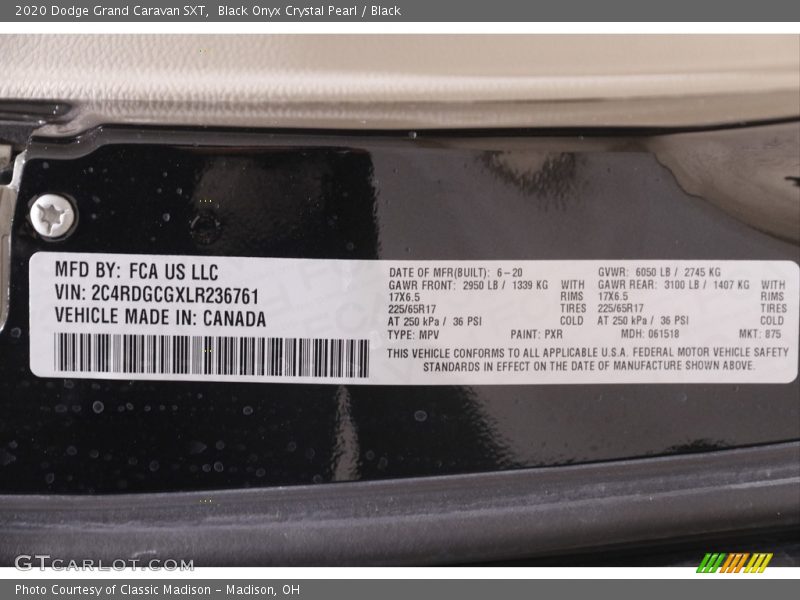 2020 Dodge Grand Caravan SXT,  Black Onyx Crystal Pearl / Black
MFD BY: FCA US LLC
VIN: 2C4RDGCGXLR236761
VEHICLE MADE IN: CANADA
DATE OF MFR(BUILT): 6-20 GVWR: 6050 LB / 2745 KG
GAWR FRONT: 2950 LB / 1339 KG WITH GAWR REAR: 3100 LB / 1407 KG WITH
17X6.5 RIMS 17X6.5 RIMS
225/65R17 TIRES 225/65R17 TIRES
AT 250 kPa / 36 PSI COLD AT 250 kPa / 36 PSI COLD
TYPE: MPV PAINT: PXR MDH: 061518 MKT: 875
THIS VEHICLE CONFORMS TO ALL APPLICABLE U.S.A. FEDERAL MOTOR VEHICLE SAFETY
STANDARDS IN EFFECT ON THE DATE OF MANUFACTURE SHOWN ABOVE.
GTCARLOT.COM
Photo Courtesy of Classic Madison - Madison, OH